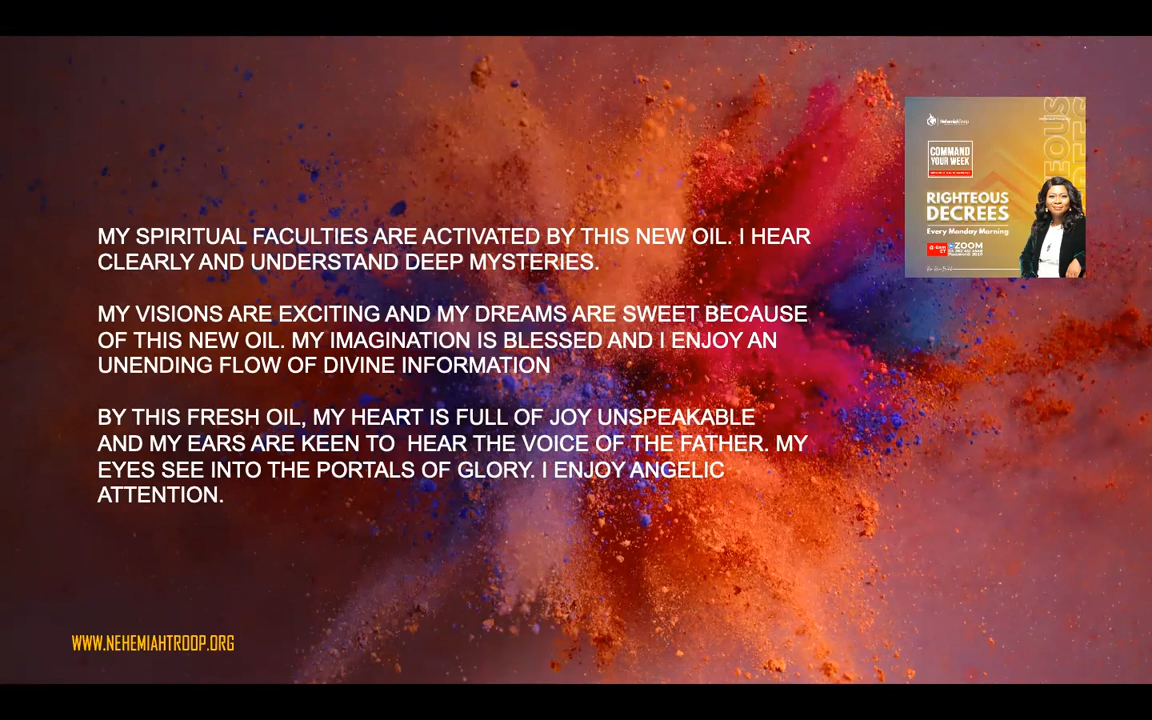 MY SPIRITUAL FACULTIES ARE ACTIVATED BY THIS NEW OIL. I HEAR
CLEARLY AND UNDERSTAND DEEP MYSTERIES.
MY VISIONS ARE EXCITING AND MY DREAMS ARE SWEET BECAUSE
OF THIS NEW OIL. MY IMAGINATION IS BLESSED AND I ENJOY AN
UNENDING FLOW OF DIVINE INFORMATION
BY THIS FRESH OIL, MY HEART IS FULL OF JOY UNSPEAKABLE
AND MY EARS ARE KEEN TO  HEAR THE VOICE OF THE FATHER. MY
EYES SEE INTO THE PORTALS OF GLORY. I ENJOY ANGELIC
ATTENTION.
NehemiahTroop
COMMAND
YOUR WEEK
RIGHTEOUS
DECREES
Every Monday Morning
ZOOM
WWW.NEHEMIAHTROOP.ORG